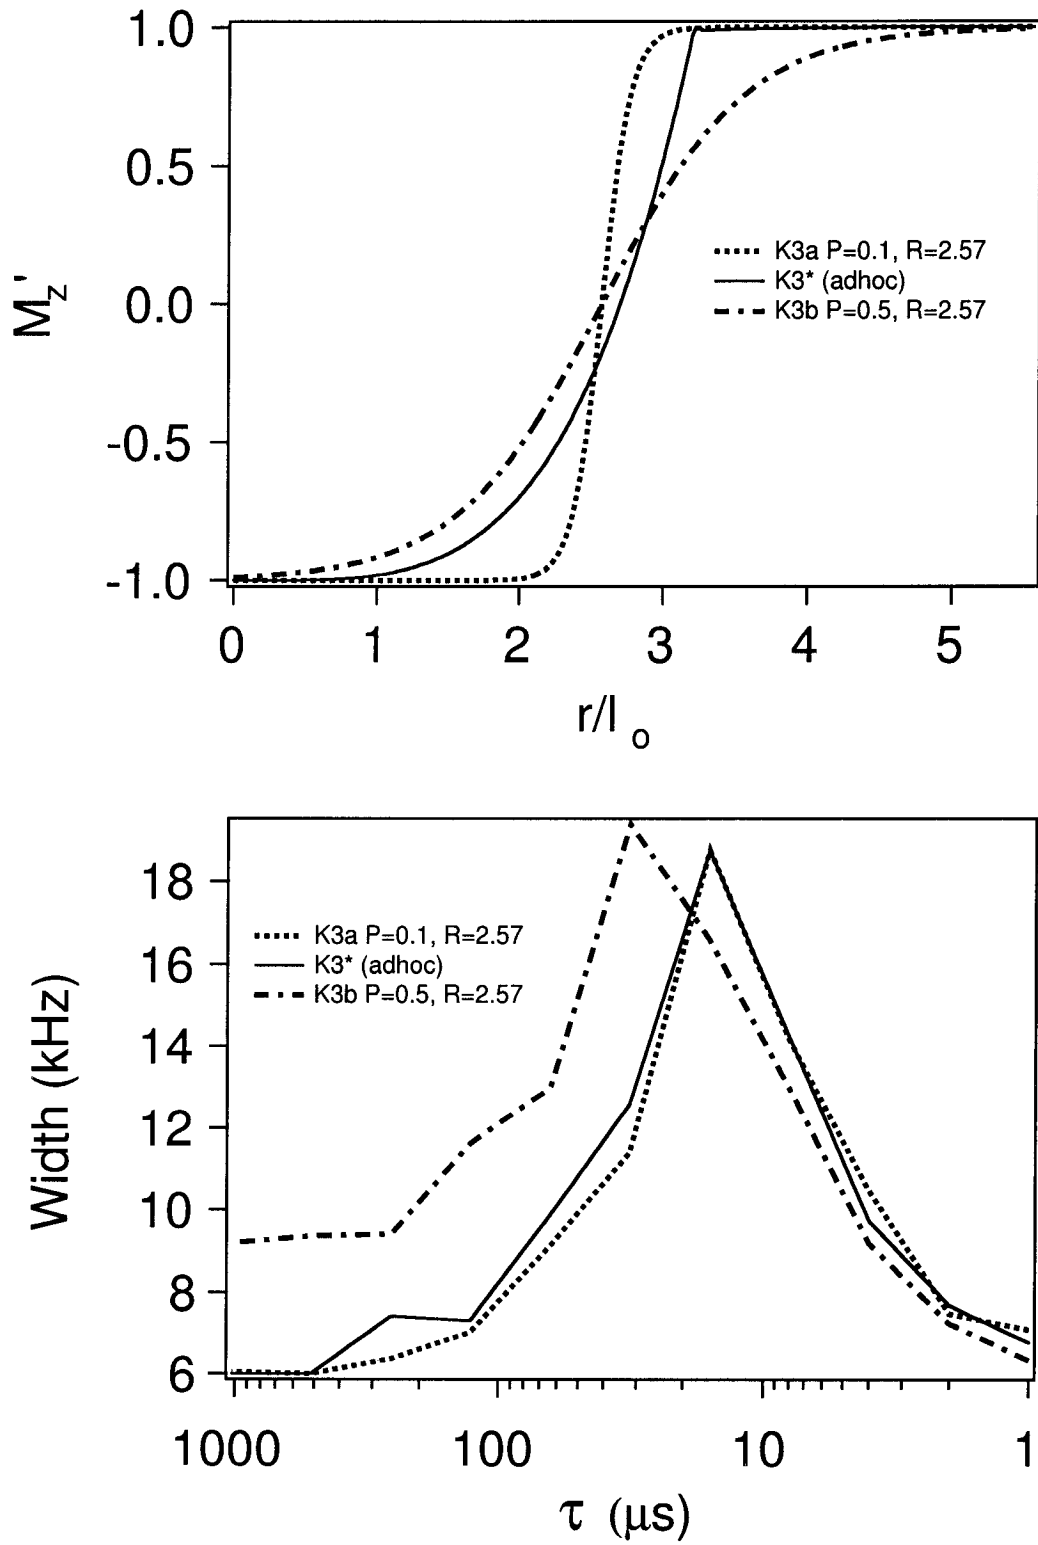 1.0
0.5
0.0
-0.5
-1.0
Mz'
K3a P=0.1, R=2.57
K3* (adhoc)
K3b P=0.5, R=2.57
0 1 2 3 4 5
r/lo
18
16
14
12
10
8
6
Width (kHz)
K3a P=0.1, R=2.57
K3* (adhoc)
K3b P=0.5, R=2.57
1000 100 10 1
τ (μs)